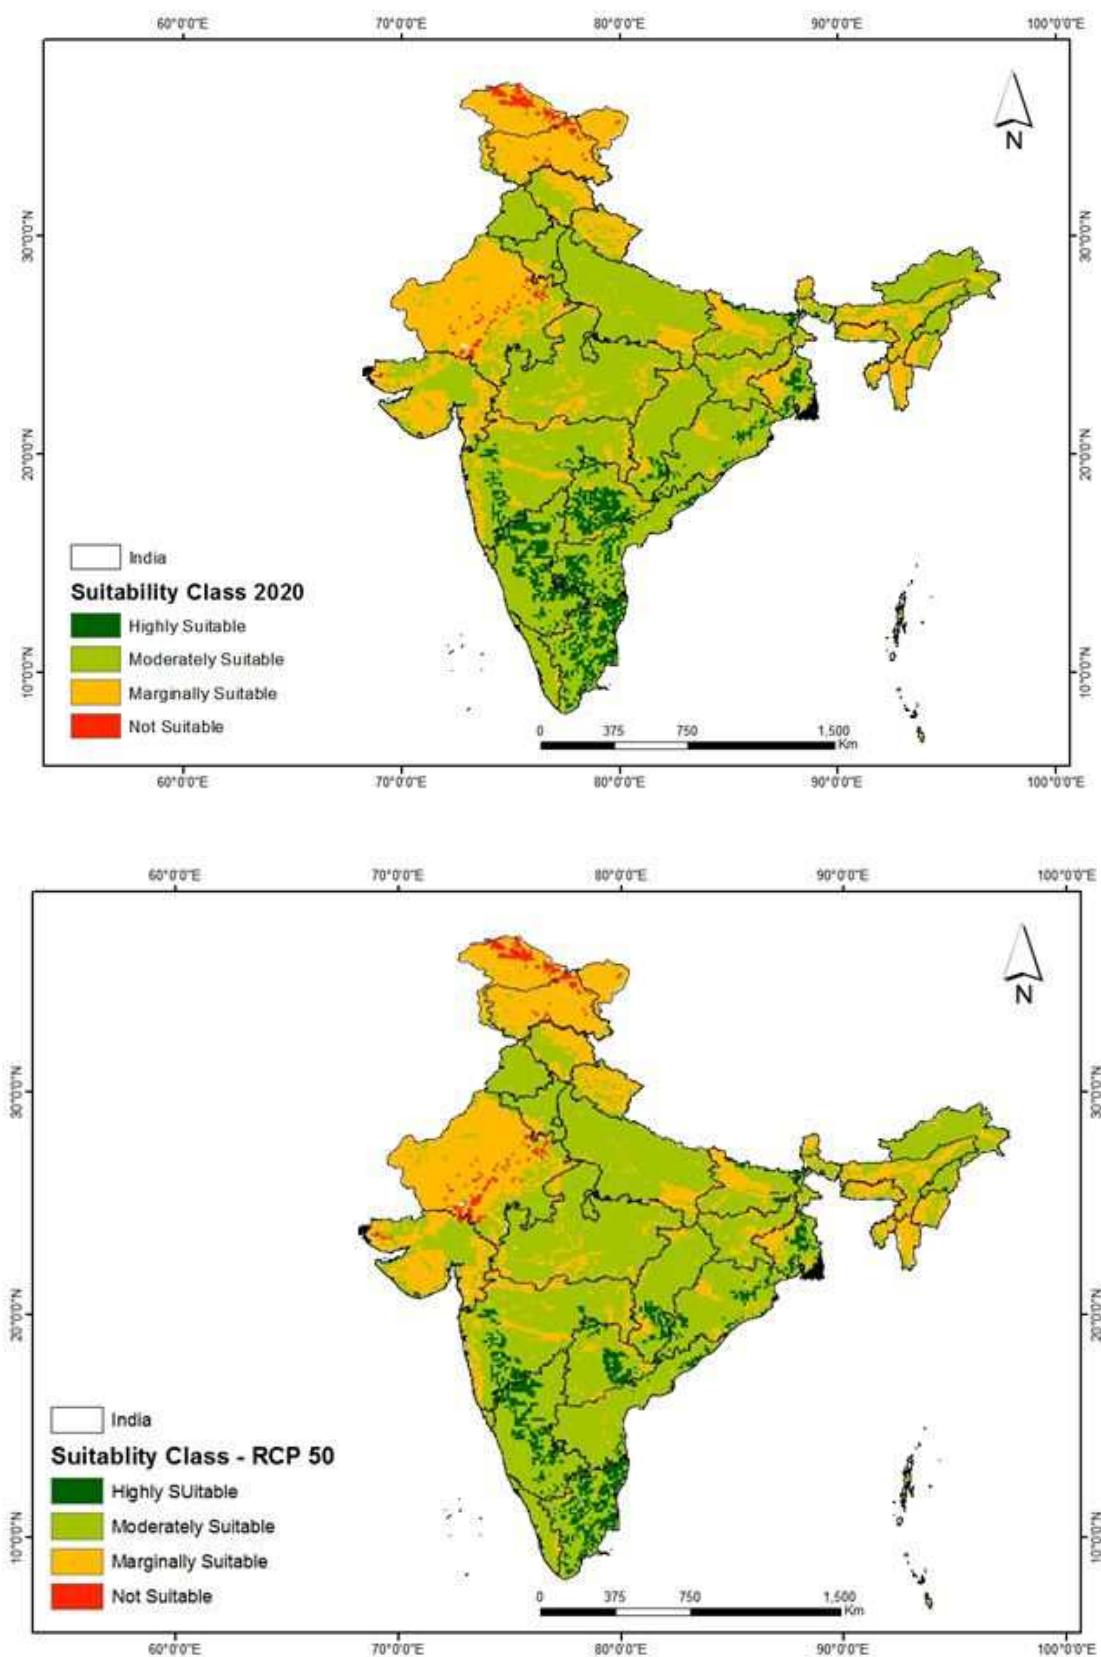 60°0'0"E 70°0'0"E 80°0'0"E 90°0'0"E 100°0'0"E
N
30°0'0"N 30°0'0"N
20°0'0"N 20°0'0"N
10°0'0"N 10°0'0"N
India
Suitability Class 2020
Highly Suitable
Moderately Suitable
Marginally Suitable
Not Suitable
0 375 750 1,500
Km
60°0'0"E 70°0'0"E 80°0'0"E 90°0'0"E 100°0'0"E
60°0'0"E 70°0'0"E 80°0'0"E 90°0'0"E 100°0'0"E
N
30°0'0"N 30°0'0"N
20°0'0"N 20°0'0"N
10°0'0"N 10°0'0"N
India
Suitablity Class - RCP 50
Highly SUitable
Moderately Suitable
Marginally Suitable
Not Suitable
0 375 750 1,500
Km
60°0'0"E 70°0'0"E 80°0'0"E 90°0'0"E 100°0'0"E